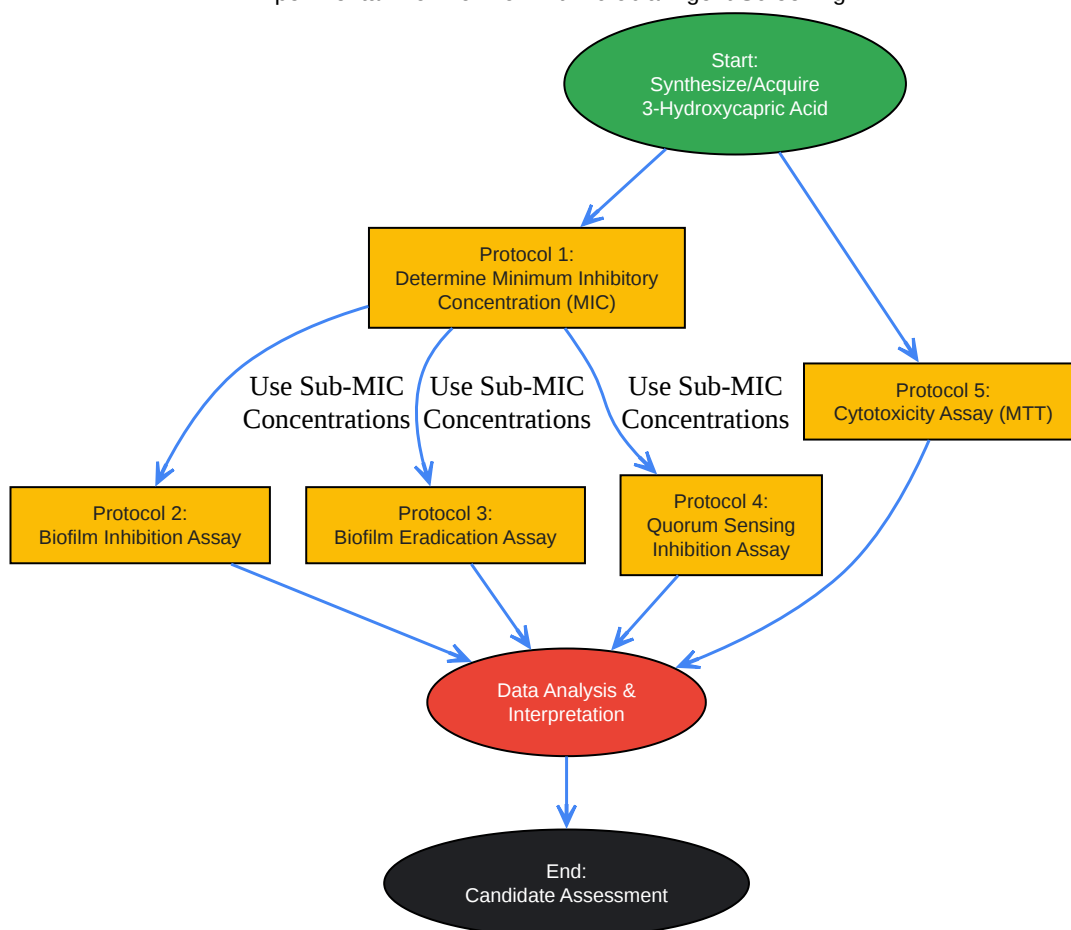 Start:
Synthesize/Acquire
3-Hydroxycapric Acid
Protocol 1:
Determine Minimum Inhibitory
Concentration (MIC)
Use Sub-MIC
Concentrations
Use Sub-MIC
Concentrations
Use Sub-MIC
Concentrations
Protocol 5:
Cytotoxicity Assay (MTT)
Protocol 2:
Biofilm Inhibition Assay
Protocol 3:
Biofilm Eradication Assay
Protocol 4:
Quorum Sensing
Inhibition Assay
Data Analysis &
Interpretation
End:
Candidate Assessment